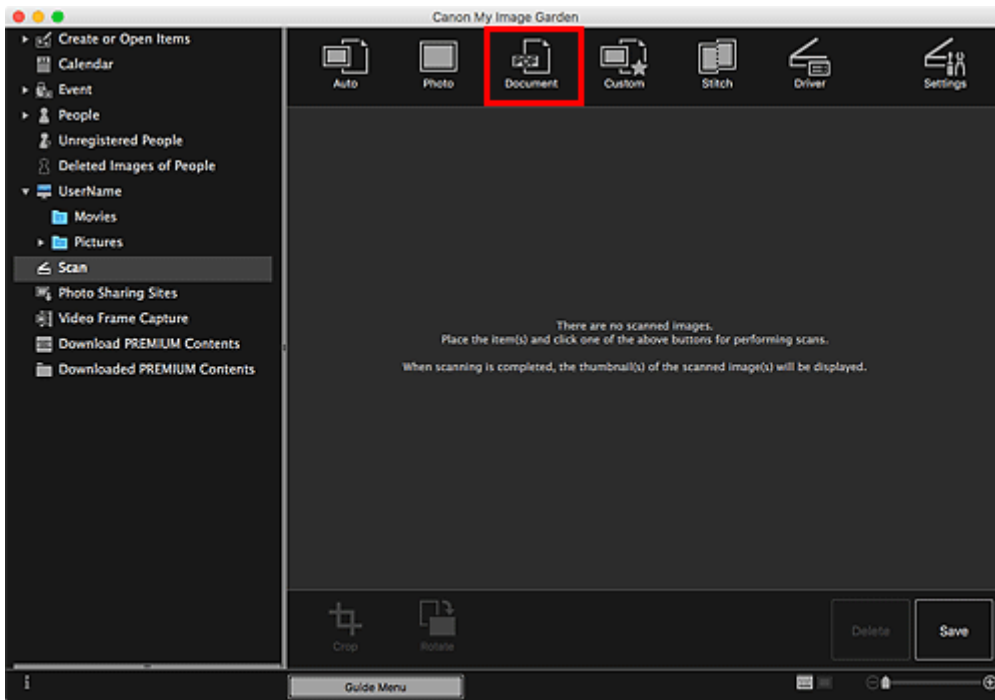 Canon My Image Garden
Create or Open Items
Calendar
Event
People
Unregistered People
Deleted Images of People
UserName
Movies
Pictures
Scan
Photo Sharing Sites
Video Frame Capture
Download PREMIUM Contents
Downloaded PREMIUM Contents
Auto
Photo
PDF
Document
Custom
Stitch
Driver
Settings
There are no scanned images.
Place the item(s) and click one of the above buttons for performing scans.
When scanning is completed, the thumbnail(s) of the scanned image(s) will be displayed.
Crop
Rotate
Delete
Save
Guide Menu